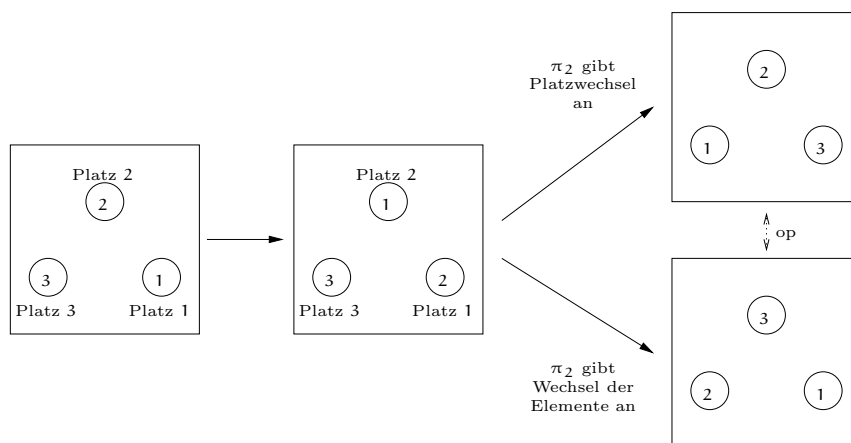 Platz 2
2
3
1
Platz 3
Platz 1
Platz 2
1
3
2
Platz 3
Platz 1
π2 gibt
Platzwechsel
an
2
1
3
op
π2 gibt
Wechsel der
Elemente an
3
2
1